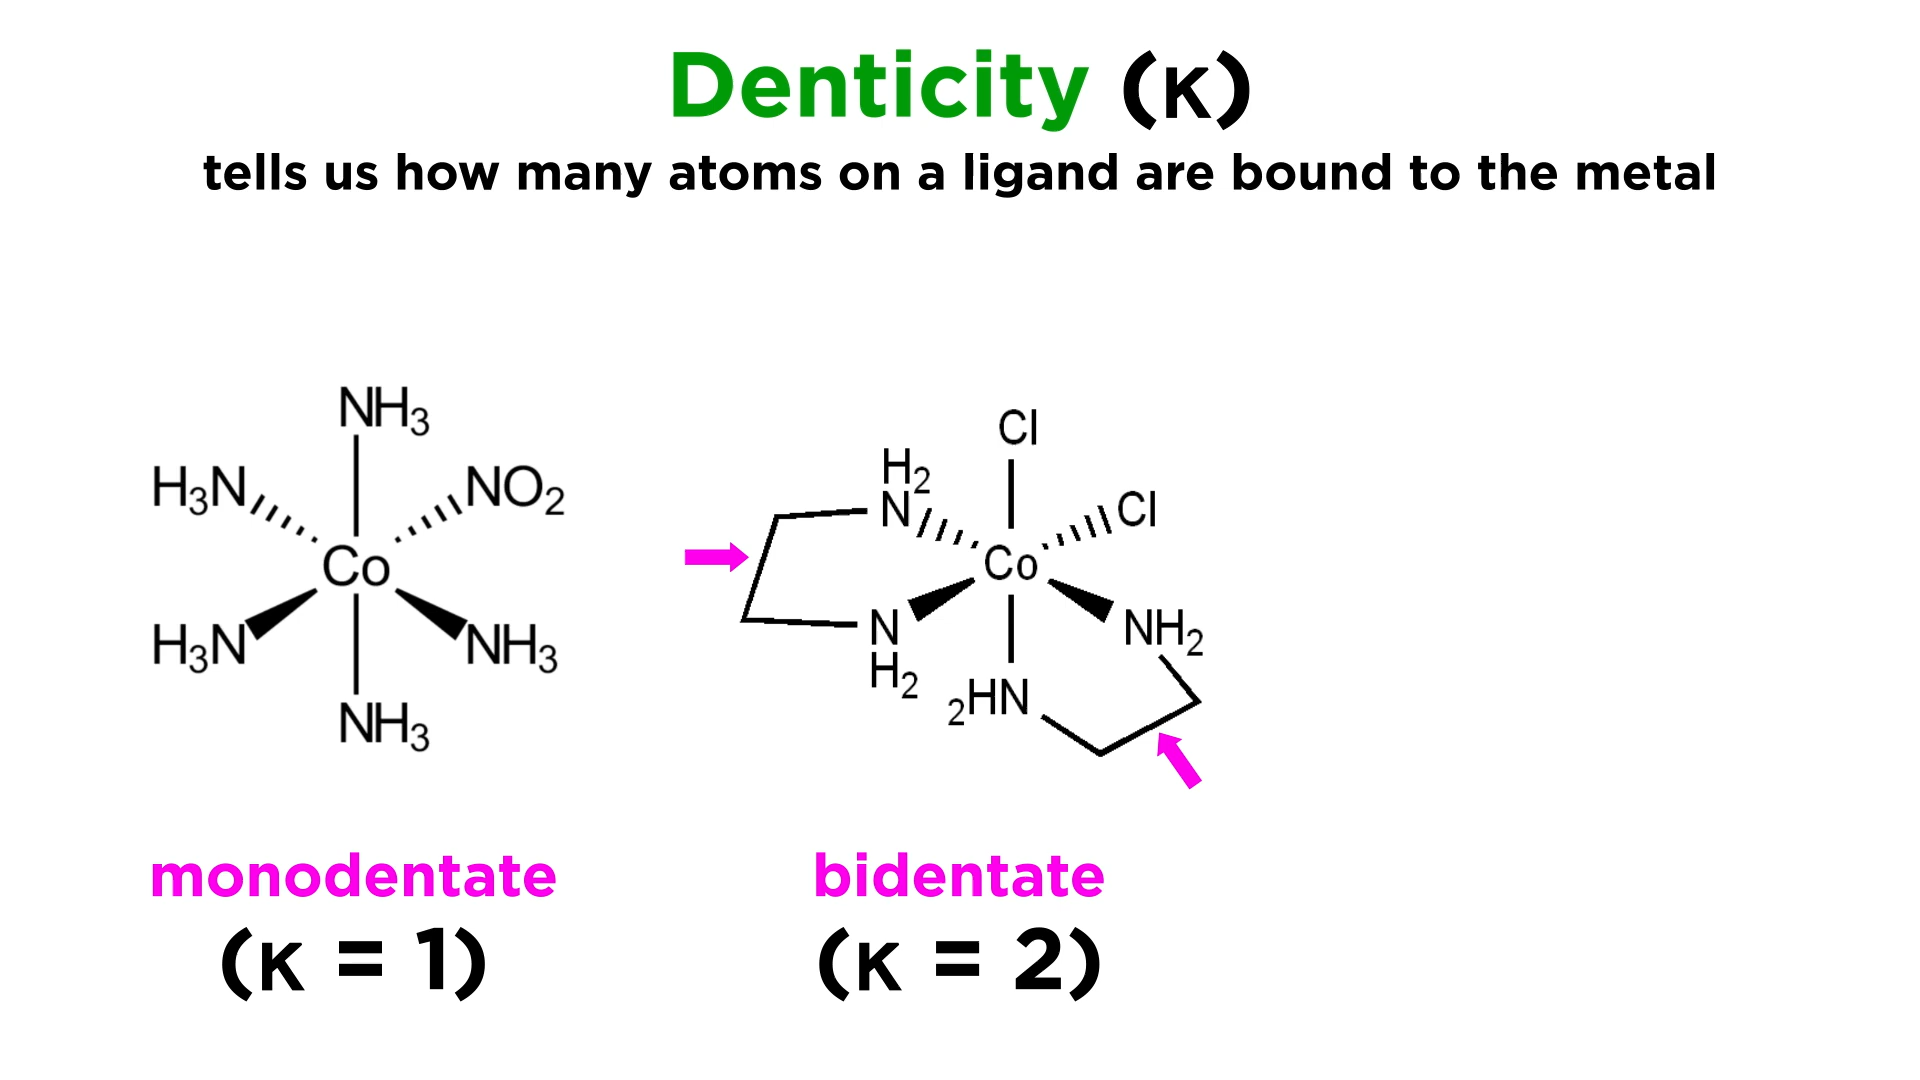 Denticity (κ)
tells us how many atoms on a ligand are bound to the metal
NH₃
H₃N
NO₂
Co
H₃N
NH₃
NH₃
Cl
H₂
N
Cl
Co
N
H₂
NH₂
₂HN
monodentate
(κ = 1)
bidentate
(κ = 2)